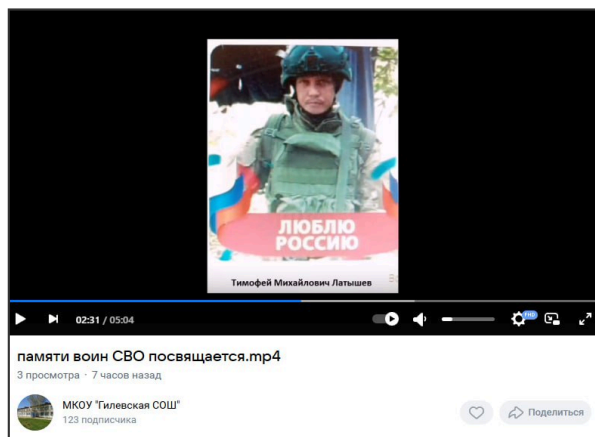 ЛЮБЛЮ
РОССИЮ
Тимофей Михайлович Латышев
02:31 / 05:04
FHD
памяти воин СВО посвящается.mp4
3 просмотра · 7 часов назад
МКОУ "Гилевская СОШ"
123 подписчика
Поделиться